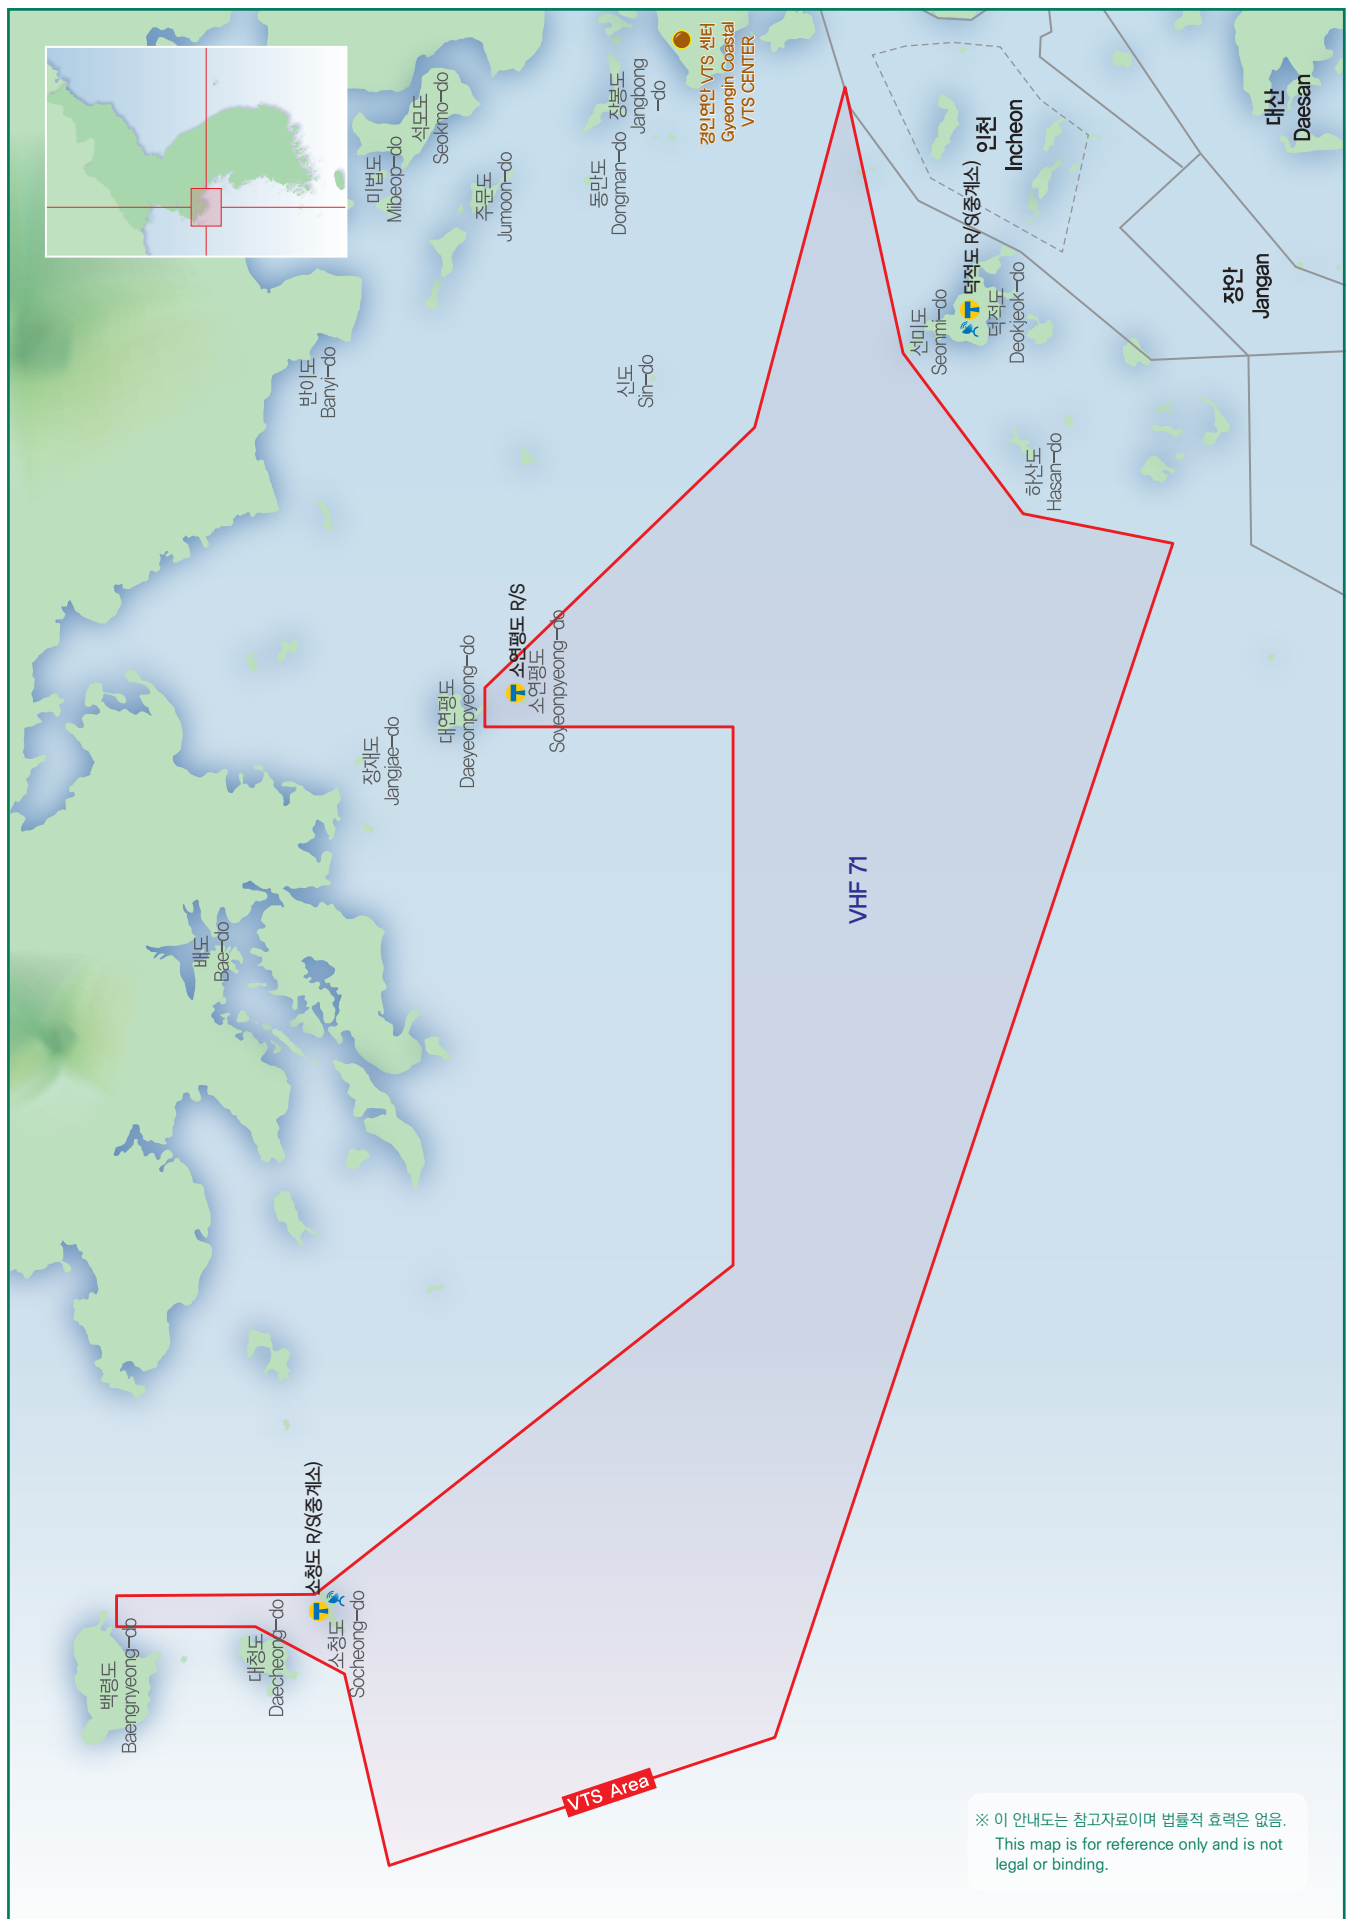 경인연안 VTS 센터
Gyeongin Coastal
VTS CENTER
석모도
Seokmo-do
미법도
Mibeop-do
주문도
Jumoon-do
장봉도
Jangbong
-do
동만도
Dongman-do
인천
Incheon
대산
Daesan
장안
Jangan
덕적도 R/S(중계소)
덕적도
Deokjeok-do
선미도
Seonmi-do
반이도
Banyi-do
신도
Sin-do
하산도
Hasan-do
소연평도 R/S
소연평도
Soyeonpyeong-do
대연평도
Daeyeonpyeong-do
장재도
Jangjae-do
VHF 71
배도
Bae-do
소청도 R/S(중계소)
소청도
Socheong-do
대청도
Daecheong-do
백령도
Baengnyeong-do
VTS Area
※ 이 안내도는 참고자료이며 법률적 효력은 없음.
This map is for reference only and is not
legal or binding.